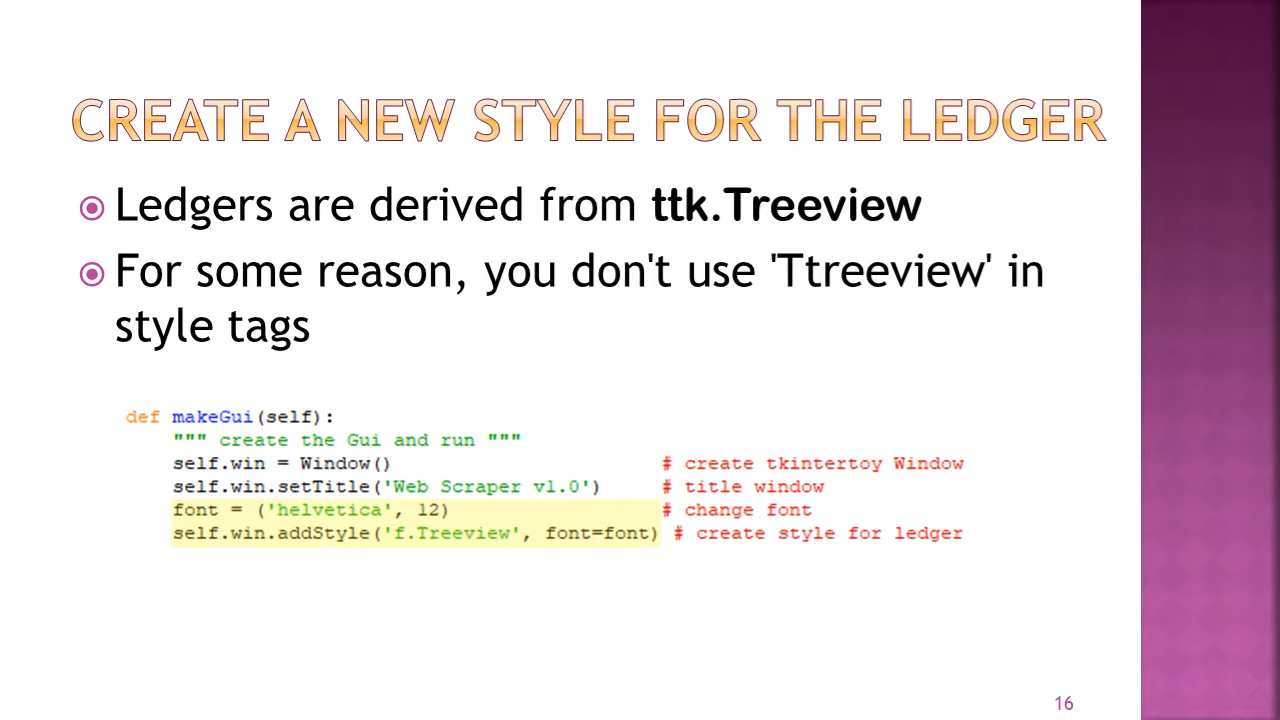 CREATE A NEW STYLE FOR THE LEDGER
Ledgers are derived from ttk.Treeview
For some reason, you don't use 'Ttreeview' in
style tags
def makeGui(self):
""" create the Gui and run """
self.win = Window() # create tkintertoy Window
self.win.setTitle('Web Scraper v1.0') # title window
font = ('helvetica', 12) # change font
self.win.addStyle('f.Treeview', font=font) # create style for ledger
16